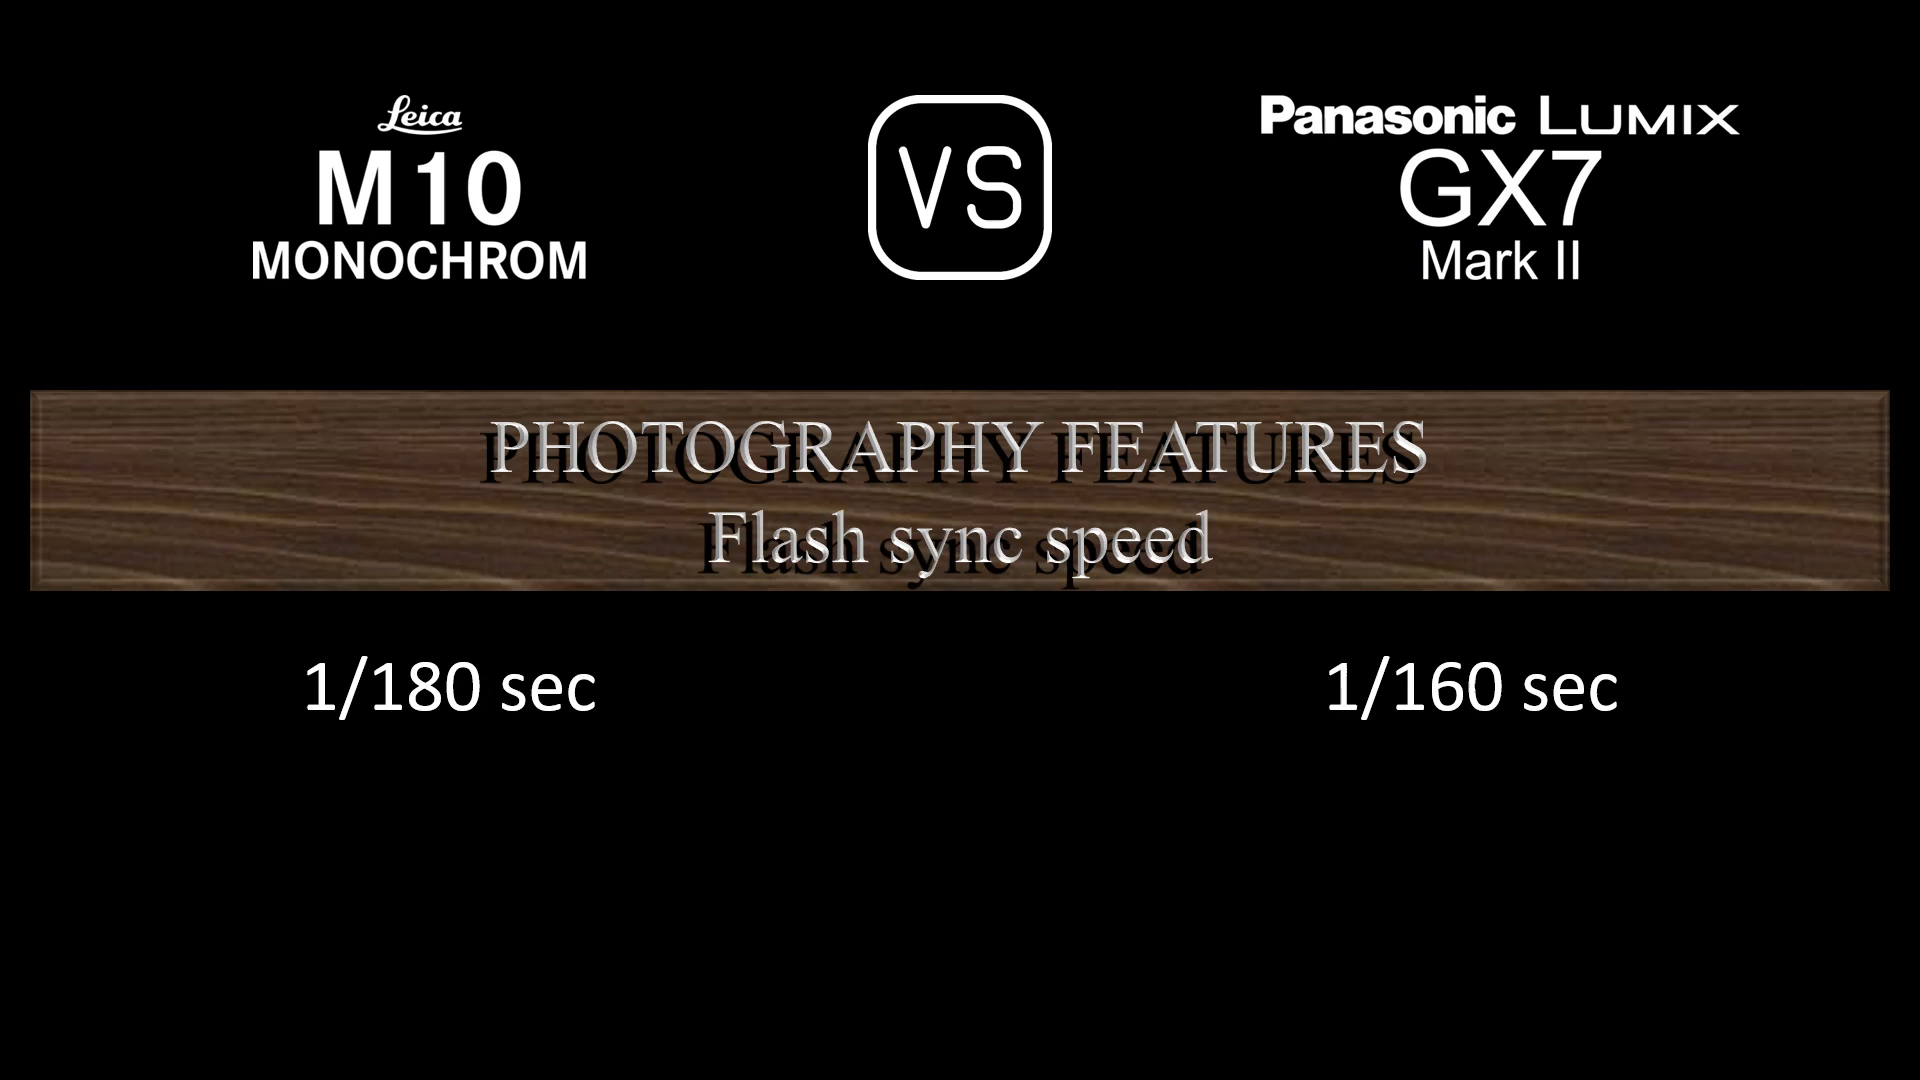 Leica
M10
MONOCHROM
VS
Panasonic LUMIX
GX7
Mark II
PHOTOGRAPHY FEATURES
Flash sync speed
1/180 sec
1/160 sec